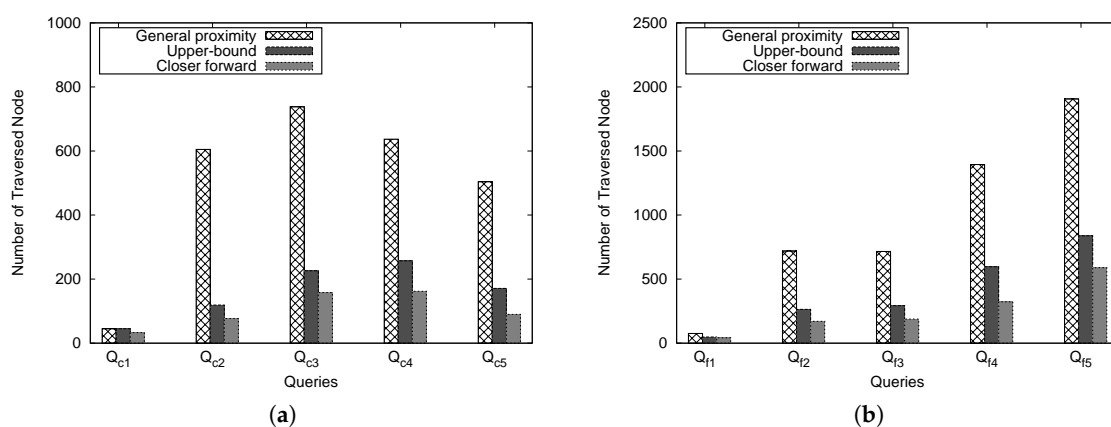 1000
800
600
400
200
0
Number of Traversed Node
General proximity
Upper-bound
Closer forward
Qc1 Qc2 Qc3 Qc4 Qc5
Queries
(a)
2500
2000
1500
1000
500
0
Number of Traversed Node
General proximity
Upper-bound
Closer forward
Qf1 Qf2 Qf3 Qf4 Qf5
Queries
(b)